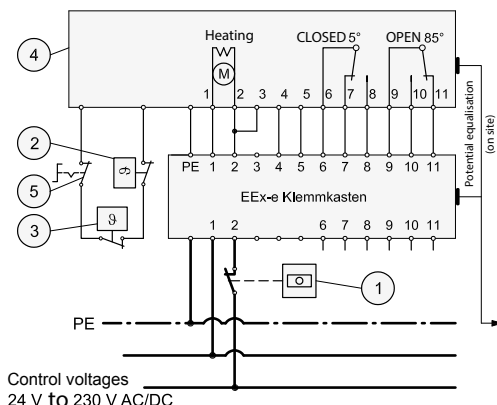 Heating
CLOSED 5°
OPEN 85°
4
M
1 2 3 4 5 6 7 8 9 10 11
Potential equalisation
(on site)
2
ϑ
5
PE 1 2 3 4 5 6 7 8 9 10 11
EEx-e Klemmkasten
3
ϑ
1 2 6 7 8 9 10 11
1
PE
Control voltages
24 V to 230 V AC/DC